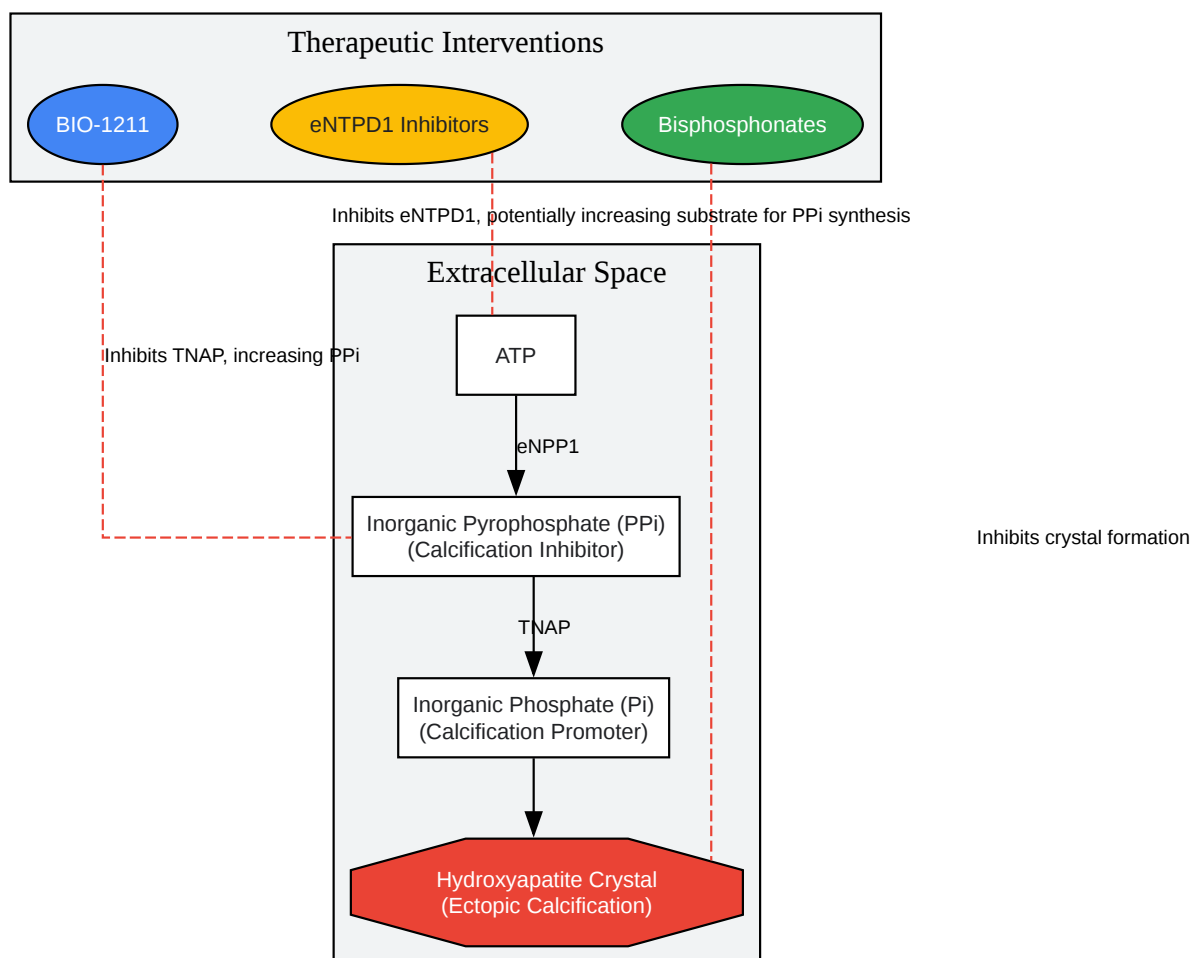 Therapeutic Interventions
BIO-1211
eNTPD1 Inhibitors
Bisphosphonates
Inhibits eNTPD1, potentially increasing substrate for PPi synthesis
Extracellular Space
Inhibits TNAP, increasing PPi
ATP
eNPP1
Inorganic Pyrophosphate (PPi)
(Calcification Inhibitor)
Inhibits crystal formation
TNAP
Inorganic Phosphate (Pi)
(Calcification Promoter)
Hydroxyapatite Crystal
(Ectopic Calcification)